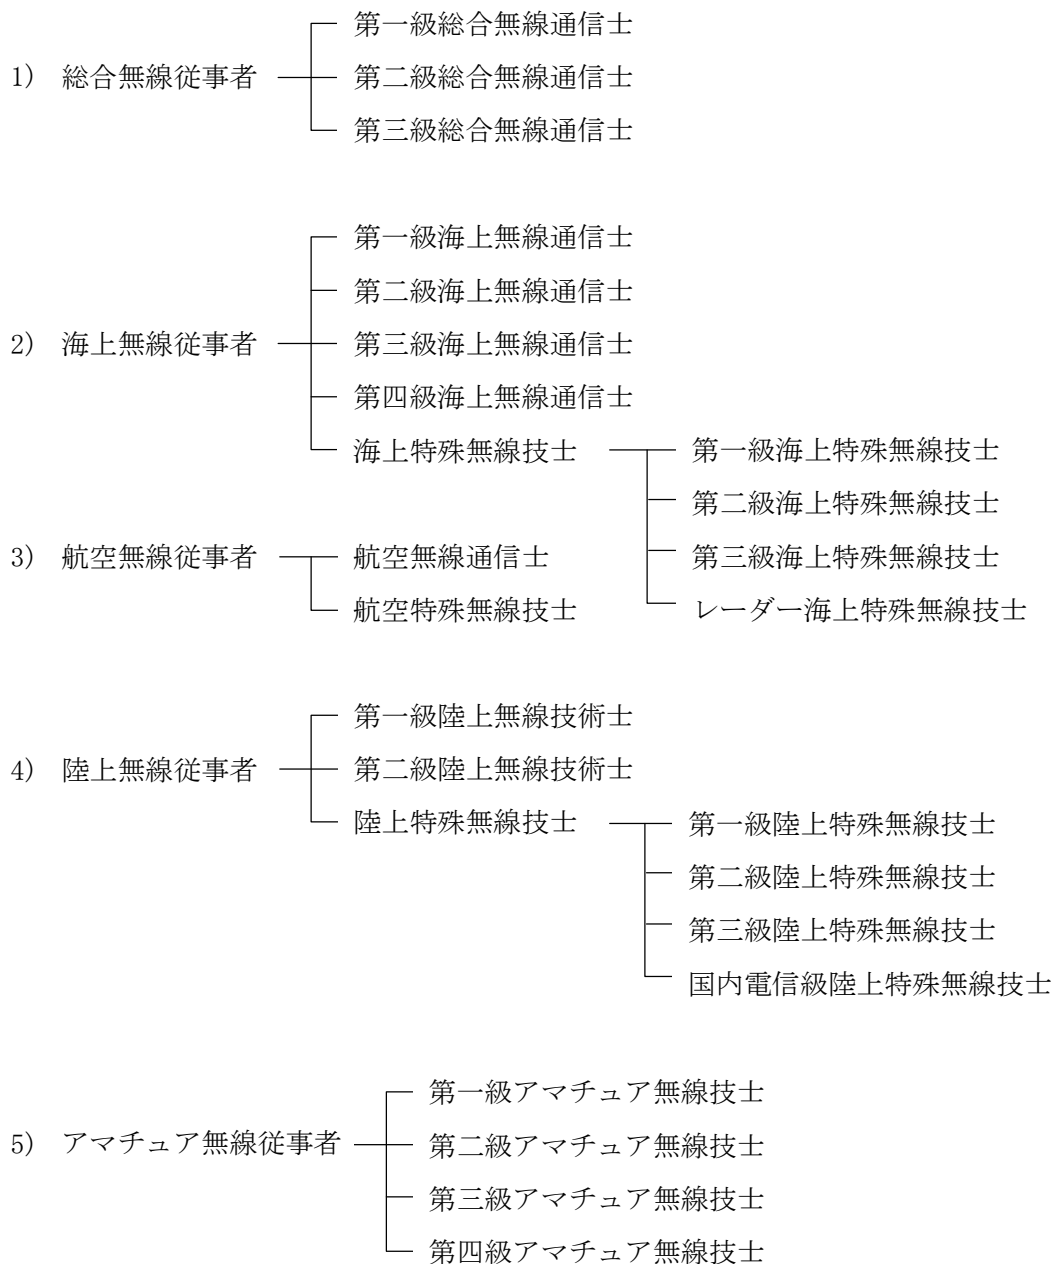 第一級総合無線通信士
1) 総合無線従事者 第二級総合無線通信士
第三級総合無線通信士
第一級海上無線通信士
第二級海上無線通信士
2) 海上無線従事者 第三級海上無線通信士
第四級海上無線通信士
海上特殊無線技士 第一級海上特殊無線技士
第二級海上特殊無線技士
3) 航空無線従事者 航空無線通信士 第三級海上特殊無線技士
航空特殊無線技士 レーダー海上特殊無線技士
第一級陸上無線技術士
4) 陸上無線従事者 第二級陸上無線技術士
陸上特殊無線技士 第一級陸上特殊無線技士
第二級陸上特殊無線技士
第三級陸上特殊無線技士
国内電信級陸上特殊無線技士
第一級アマチュア無線技士
5) アマチュア無線従事者 第二級アマチュア無線技士
第三級アマチュア無線技士
第四級アマチュア無線技士